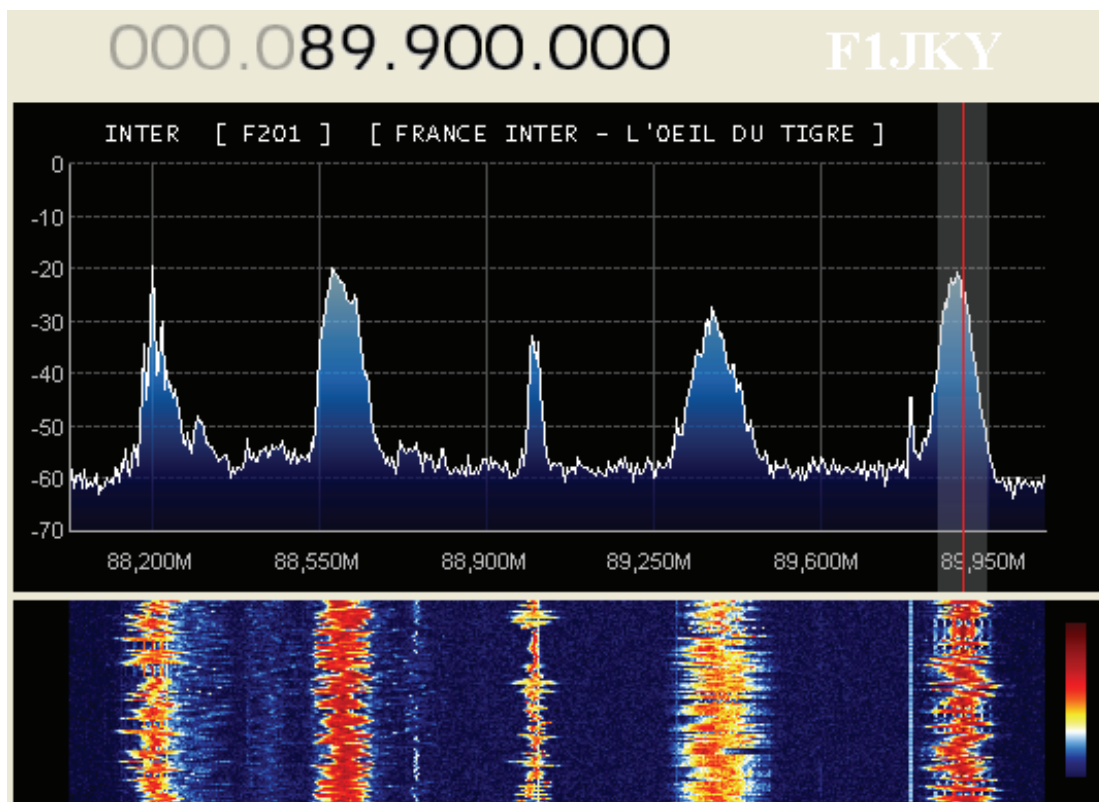 000.089.900.000 F1JKY
INTER [ F201 ] [ FRANCE INTER - L'OEIL DU TIGRE ]
0
-10
-20
-30
-40
-50
-60
-70
88,200M 88,550M 88,900M 89,250M 89,600M 89,950M